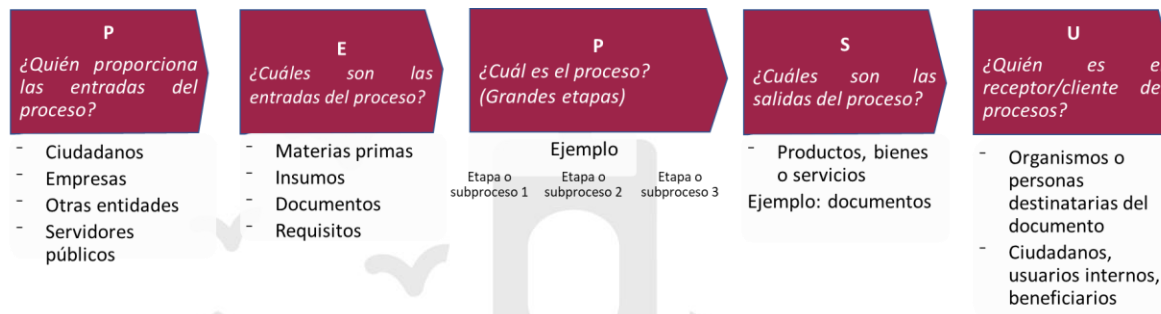 P
¿Quién proporciona
las entradas del
proceso?
- Ciudadanos
- Empresas
- Otras entidades
- Servidores
públicos
E
¿Cuáles son las
entradas del proceso?
- Materias primas
- Insumos
- Documentos
- Requisitos
P
¿Cuál es el proceso?
(Grandes etapas)
Ejemplo
Etapa o
subproceso 1
Etapa o
subproceso 2
Etapa o
subproceso 3
S
¿Cuáles son las
salidas del proceso?
- Productos, bienes
o servicios
Ejemplo: documentos
U
¿Quién es e
receptor/cliente de
procesos?
- Organismos o
personas
destinatarias del
documento
- Ciudadanos,
usuarios internos,
beneficiarios